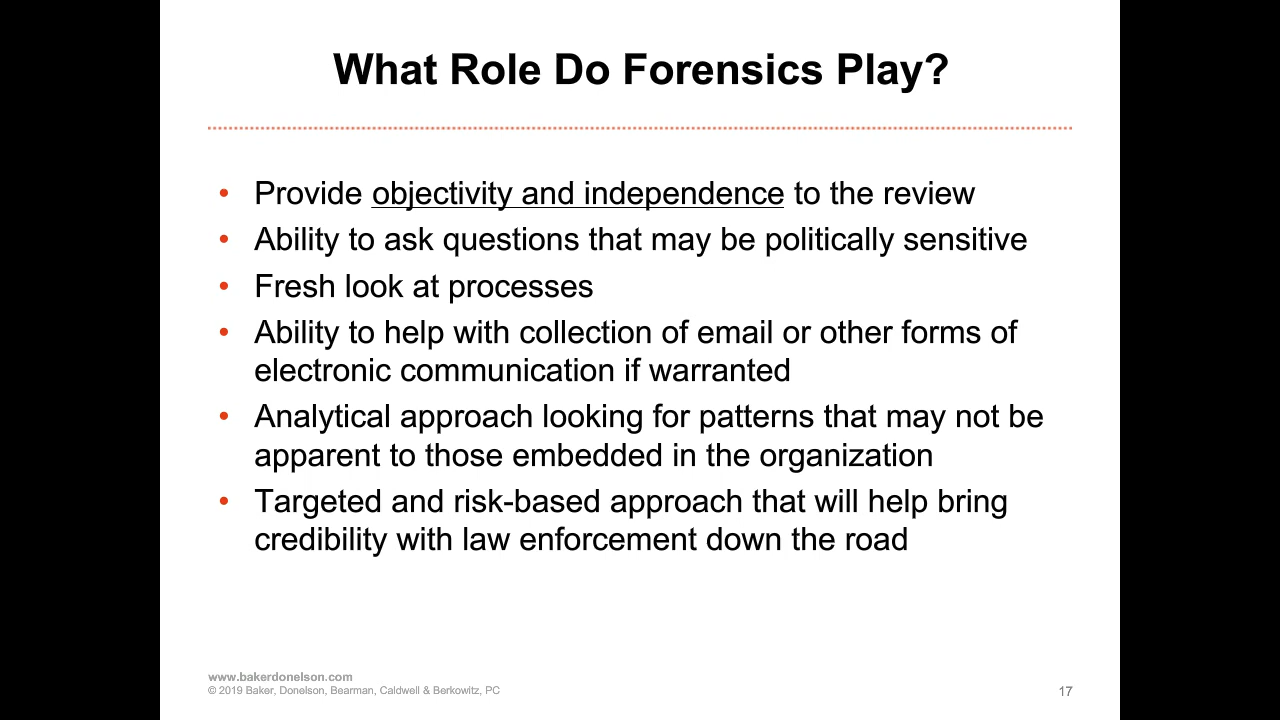 What Role Do Forensics Play?
• Provide objectivity and independence to the review
• Ability to ask questions that may be politically sensitive
• Fresh look at processes
• Ability to help with collection of email or other forms of
electronic communication if warranted
• Analytical approach looking for patterns that may not be
apparent to those embedded in the organization
• Targeted and risk-based approach that will help bring
credibility with law enforcement down the road
www.bakerdonelson.com
© 2019 Baker, Donelson, Bearman, Caldwell & Berkowitz, PC
17